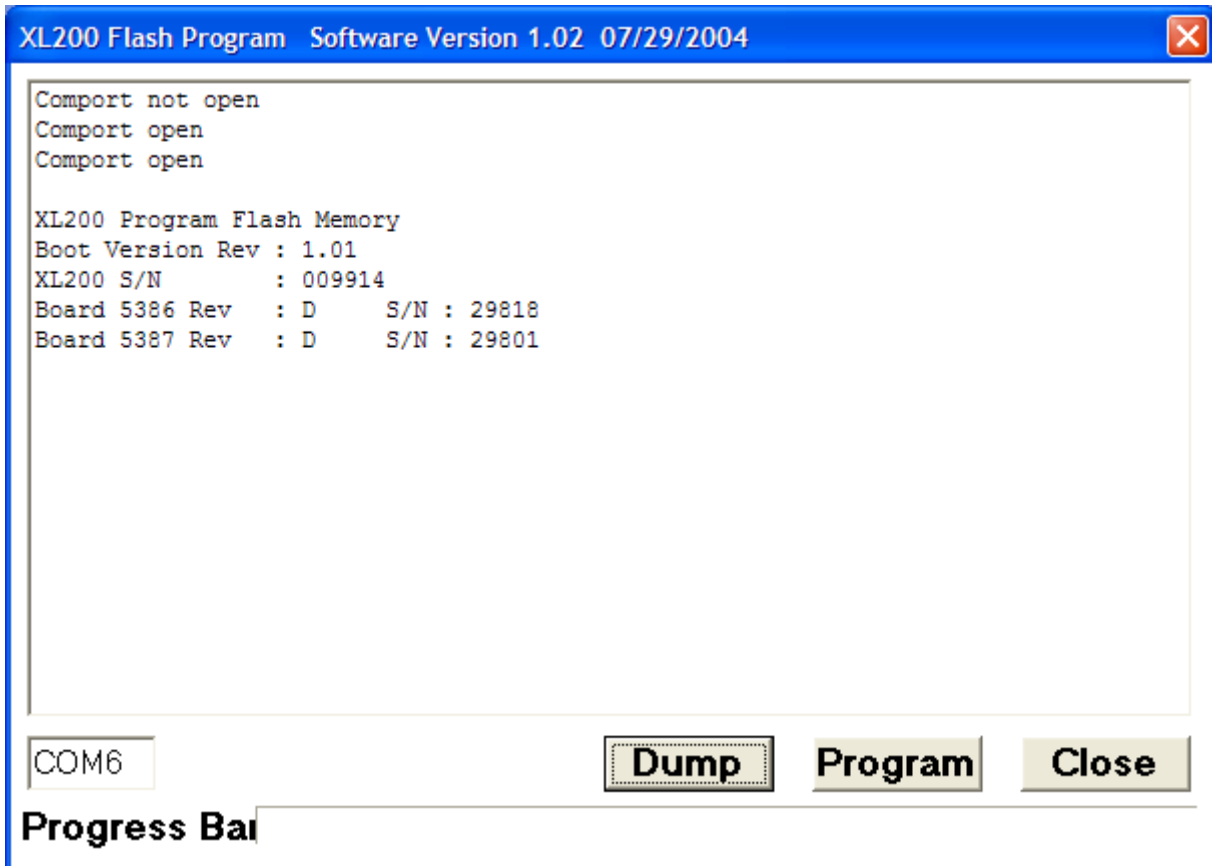 XL200 Flash Program   Software Version 1.02  07/29/2004
Comport not open
Comport open
Comport open
XL200 Program Flash Memory
Boot Version Rev : 1.01
XL200 S/N       : 009914
Board 5386 Rev   : D     S/N : 29818
Board 5387 Rev   : D     S/N : 29801
COM6
Dump
Program
Close
Progress Bar